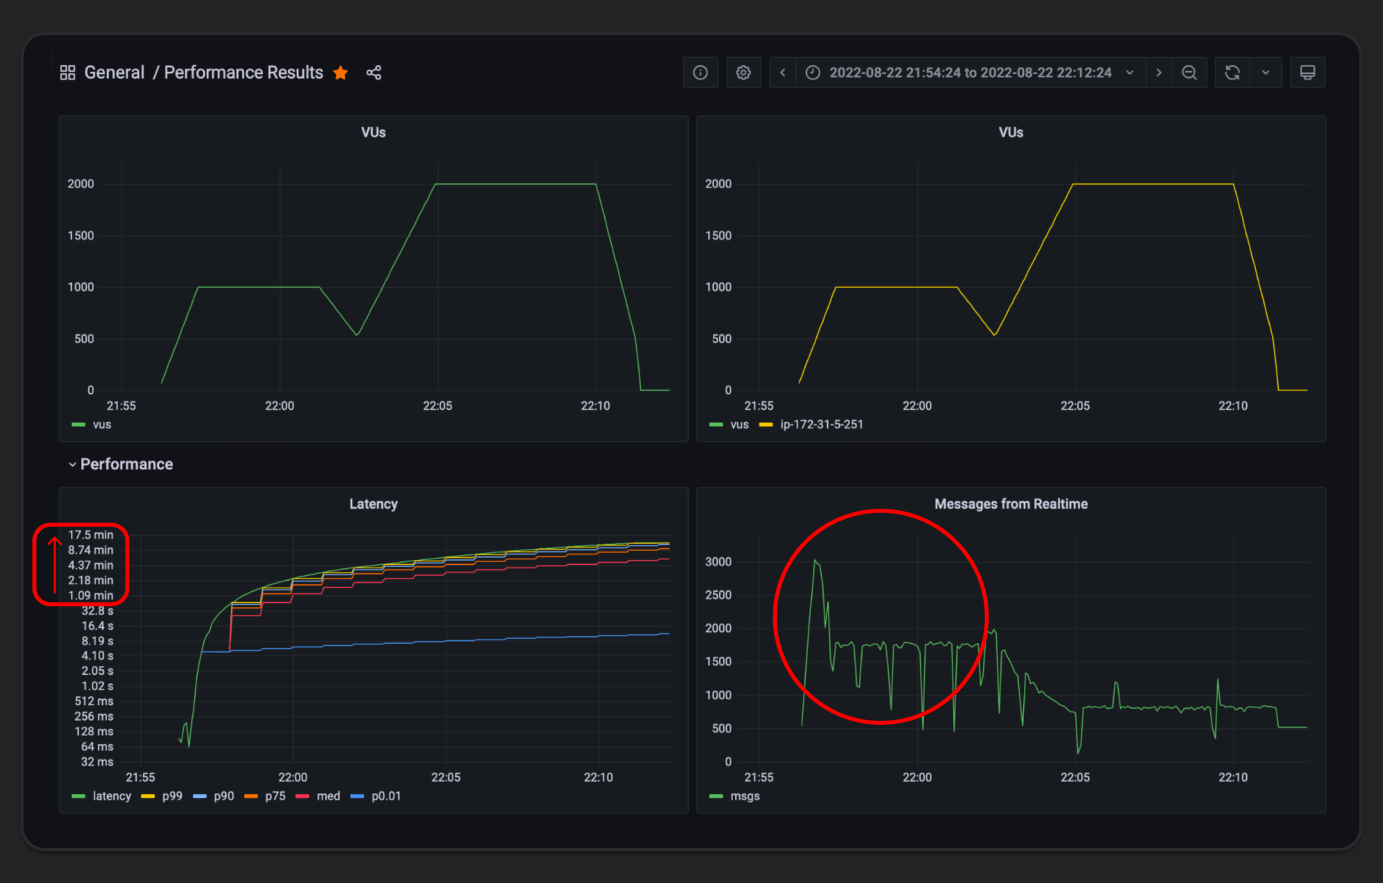 General / Performance Results
2022-08-22 21:54:24 to 2022-08-22 22:12:24
VUs
2000
1500
1000
500
0
21:55 22:00 22:05 22:10
vus
VUs
2000
1500
1000
500
0
21:55 22:00 22:05 22:10
vus ip-172-31-5-251
Performance
Latency
17.5 min
8.74 min
4.37 min
2.18 min
1.09 min
32.8 s
16.4 s
8.19 s
4.10 s
2.05 s
1.02 s
512 ms
256 ms
128 ms
64 ms
32 ms
21:55 22:00 22:05 22:10
latency p99 p90 p75 med p0.01
Messages from Realtime
3000
2500
2000
1500
1000
500
0
21:55 22:00 22:05 22:10
msgs